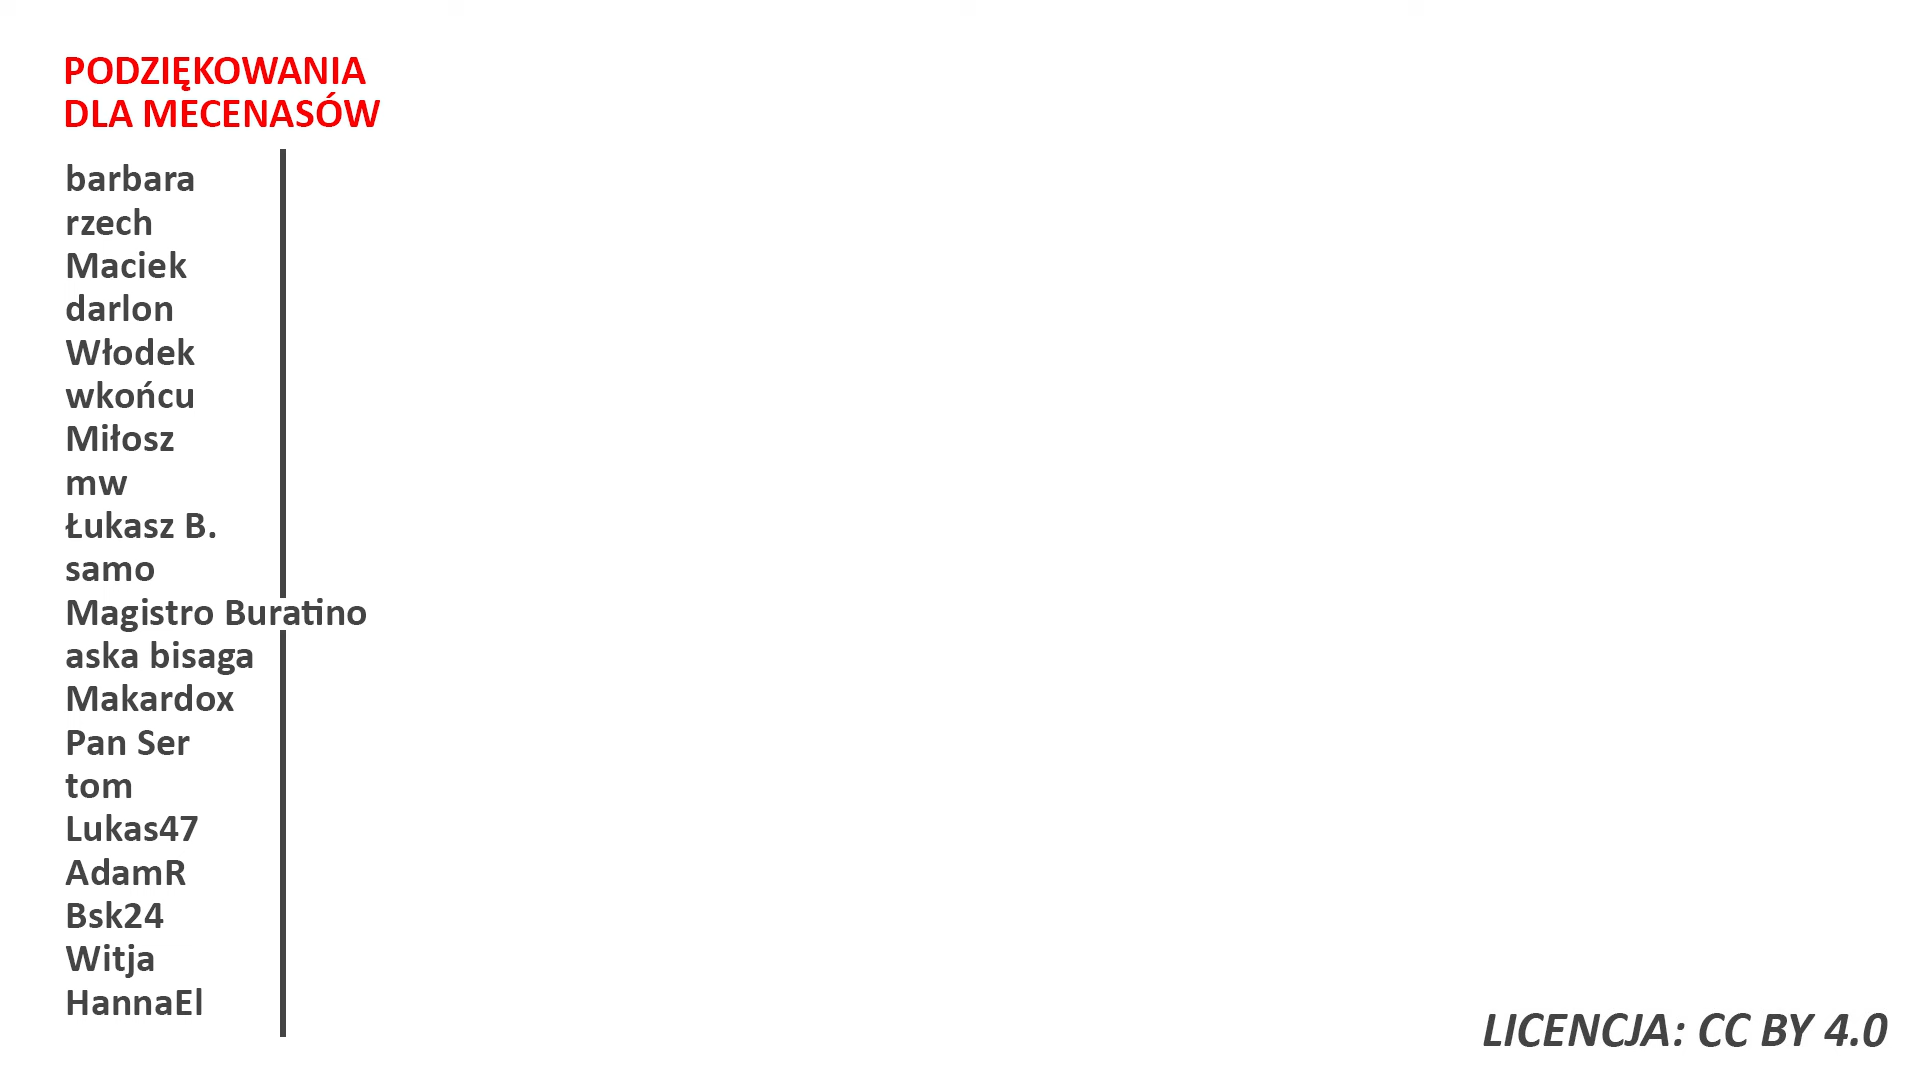 PODZIĘKOWANIA
DLA MECENASÓW
barbara
rzech
Maciek
darlon
Włodek
wkońcu
Miłosz
mw
Łukasz B.
samo
Magistro Buratino
aska bisaga
Makardox
Pan Ser
tom
Lukas47
AdamR
Bsk24
Witja
HannaEl
LICENCJA: CC BY 4.0